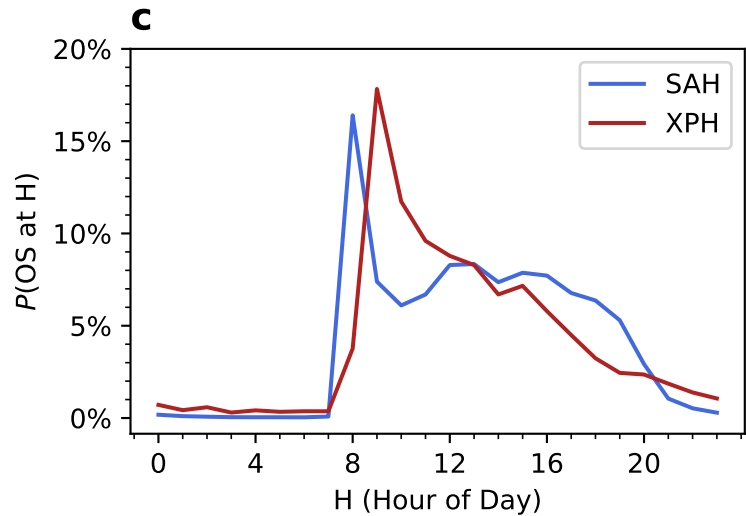 c
20%
15%
10%
5%
0%
P(OS at H)
SAH
XPH
0 4 8 12 16 20
H (Hour of Day)